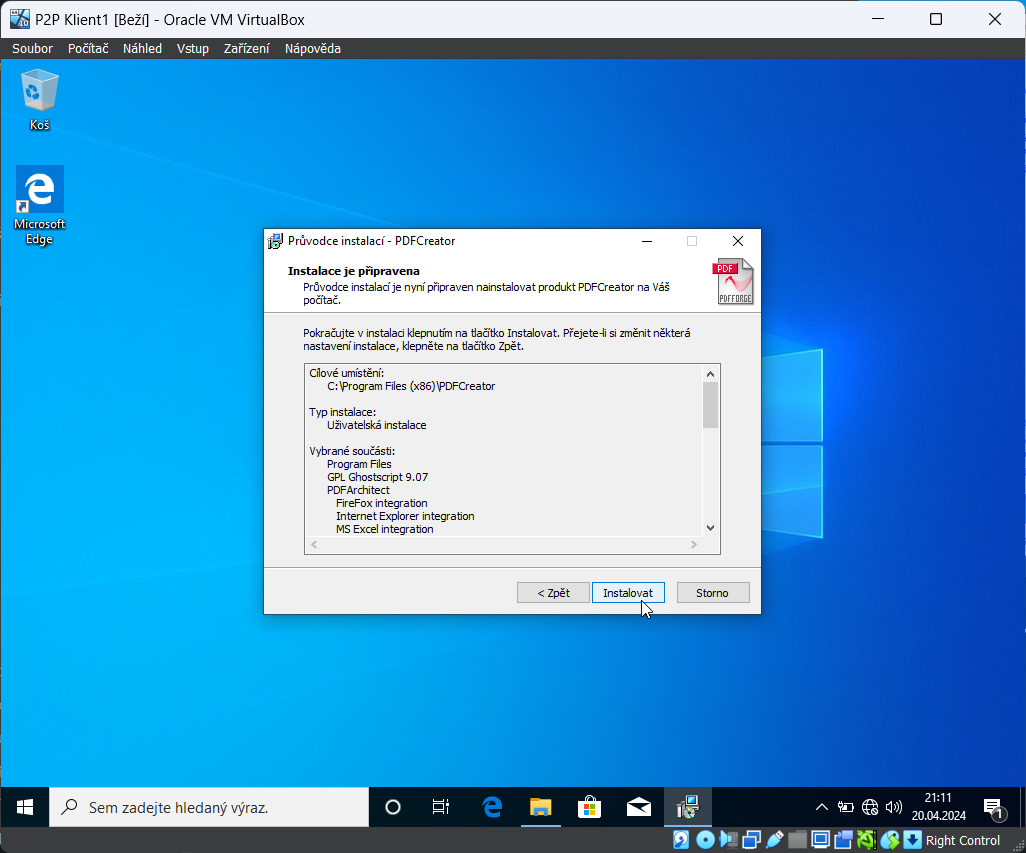 P2P Klient1 [Beží] - Oracle VM VirtualBox
Soubor Počítač Náhled Vstup Zařízení Nápověda
Koš
Microsoft
Edge
Průvodce instalací - PDFCreator
Instalace je připravena
Průvodce instalací je nyní připraven nainstalovat produkt PDFCreator na Váš
počítač.
PDF
PDFFORGE
Pokračujte v instalaci klepnutím na tlačítko Instalovat. Přejete-li si změnit některá
nastavení instalace, klepněte na tlačítko Zpět.
Cílové umístění:
C:\Program Files (x86)\PDFCreator
Typ instalace:
Uživatelská instalace
Vybrané součásti:
Program Files
GPL Ghostscript 9.07
PDFArchitect
FireFox integration
Internet Explorer integration
MS Excel integration
< Zpět Instalovat Storno
Sem zadejte hledaný výraz.
21:11
20.04.2024
1
Right Control